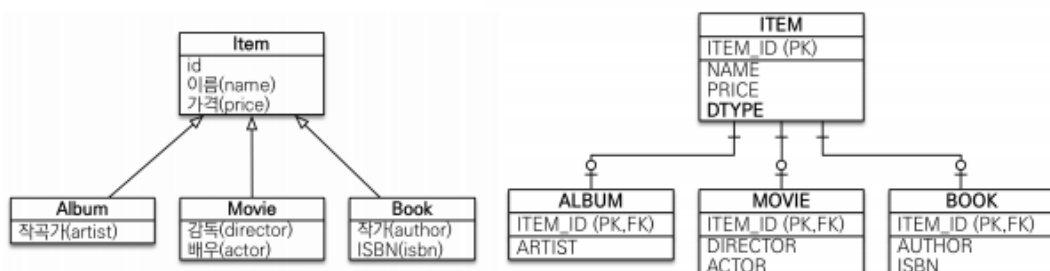 Item
id
이름(name)
가격(price)
Album
작곡가(artist)
Movie
감독(director)
배우(actor)
Book
작가(author)
ISBN(isbn)
ITEM
ITEM_ID (PK)
NAME
PRICE
DTYPE
ALBUM
ITEM_ID (PK,FK)
ARTIST
MOVIE
ITEM_ID (PK,FK)
DIRECTOR
ACTOR
BOOK
ITEM_ID (PK,FK)
AUTHOR
ISBN